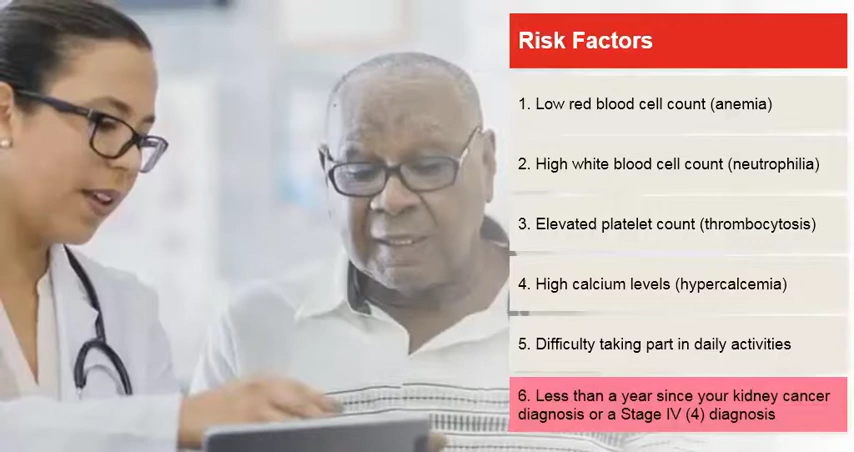 Risk Factors
1. Low red blood cell count (anemia)
2. High white blood cell count (neutrophilia)
3. Elevated platelet count (thrombocytosis)
4. High calcium levels (hypercalcemia)
5. Difficulty taking part in daily activities
6. Less than a year since your kidney cancer
diagnosis or a Stage IV (4) diagnosis